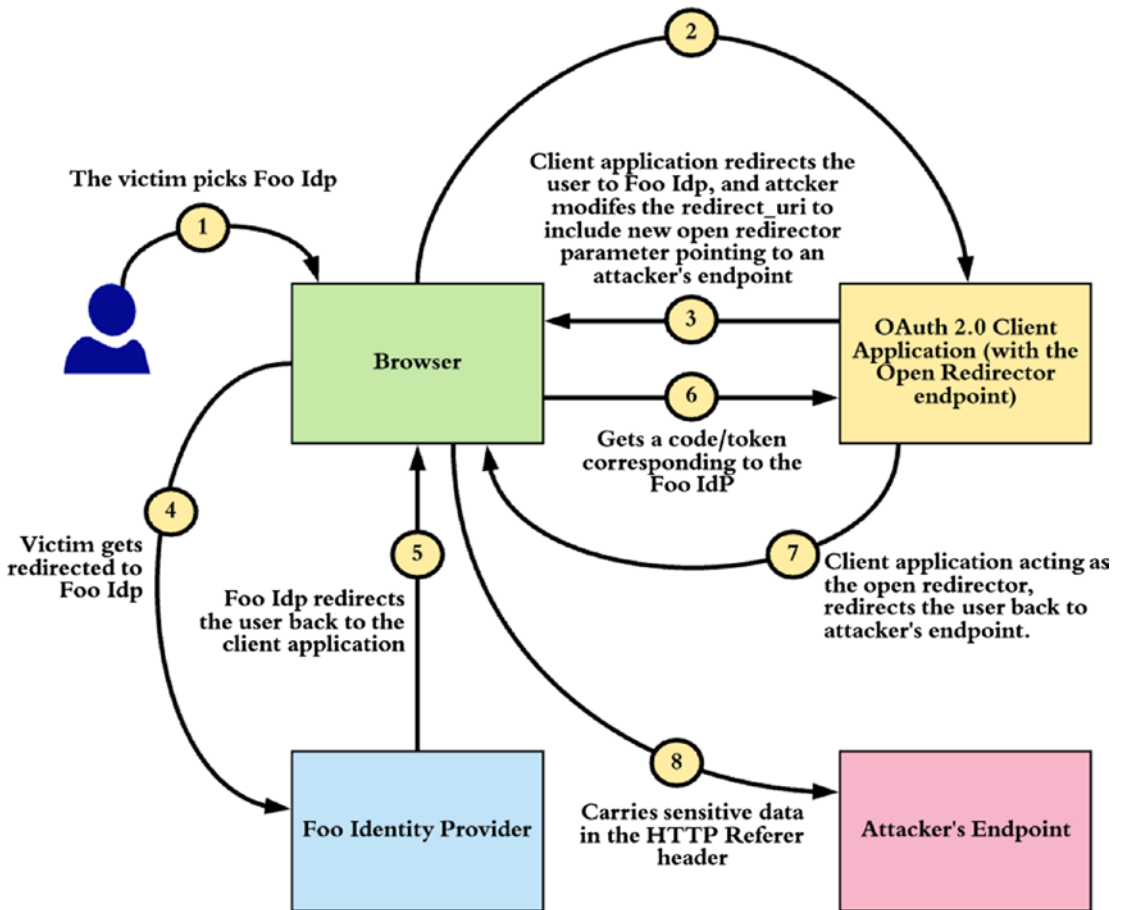 2
The victim picks Foo Idp
1
Client application redirects the
user to Foo Idp, and attcker
modifes the redirect_uri to
include new open redirector
parameter pointing to an
attacker's endpoint
3
Browser
OAuth 2.0 Client
Application (with the
Open Redirector
endpoint)
6
Gets a code/token
corresponding to the
Foo IdP
4
Victim gets
redirected to
Foo Idp
5
Foo Idp redirects
the user back to the
client application
7
Client application acting as
the open redirector,
redirects the user back to
attacker's endpoint.
8
Carries sensitive data
in the HTTP Referer
header
Foo Identity Provider
Attacker's Endpoint